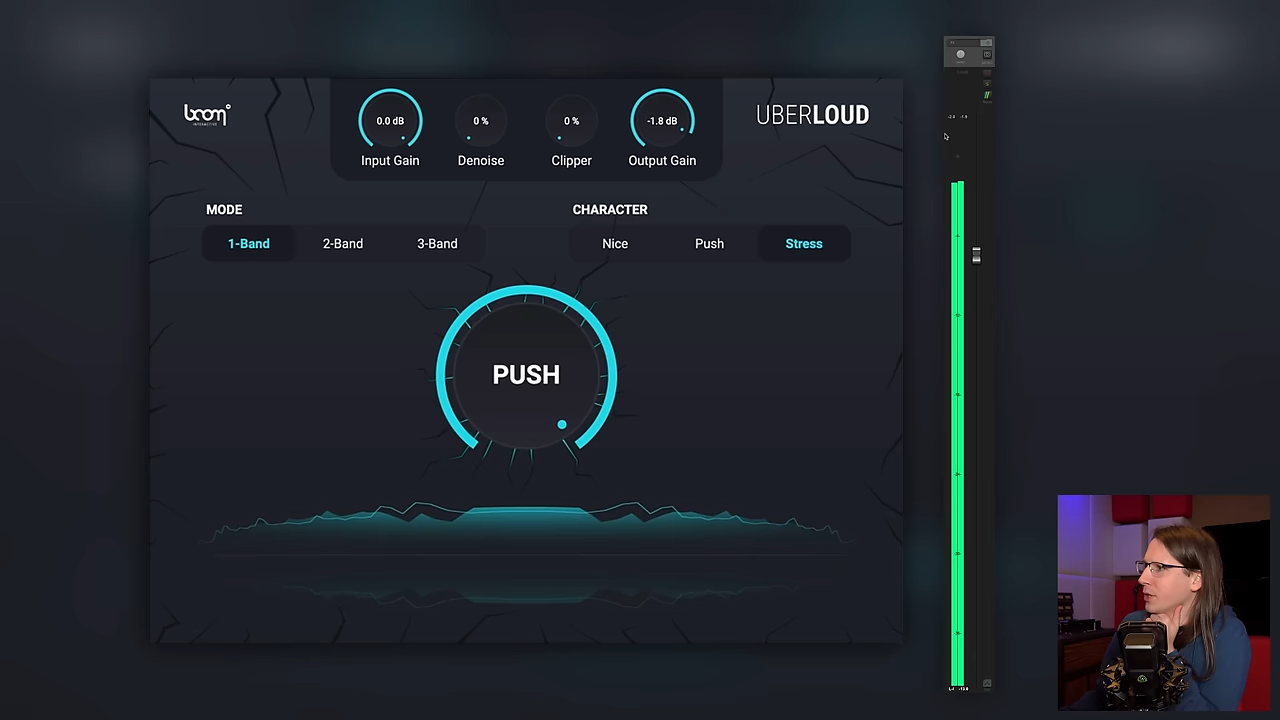 boom
INTERACTIVE
0.0 dB
0 %
0 %
-1.8 dB
UBERLOUD
Input Gain
Denoise
Clipper
Output Gain
MODE
CHARACTER
1-Band
2-Band
3-Band
Nice
Push
Stress
PUSH